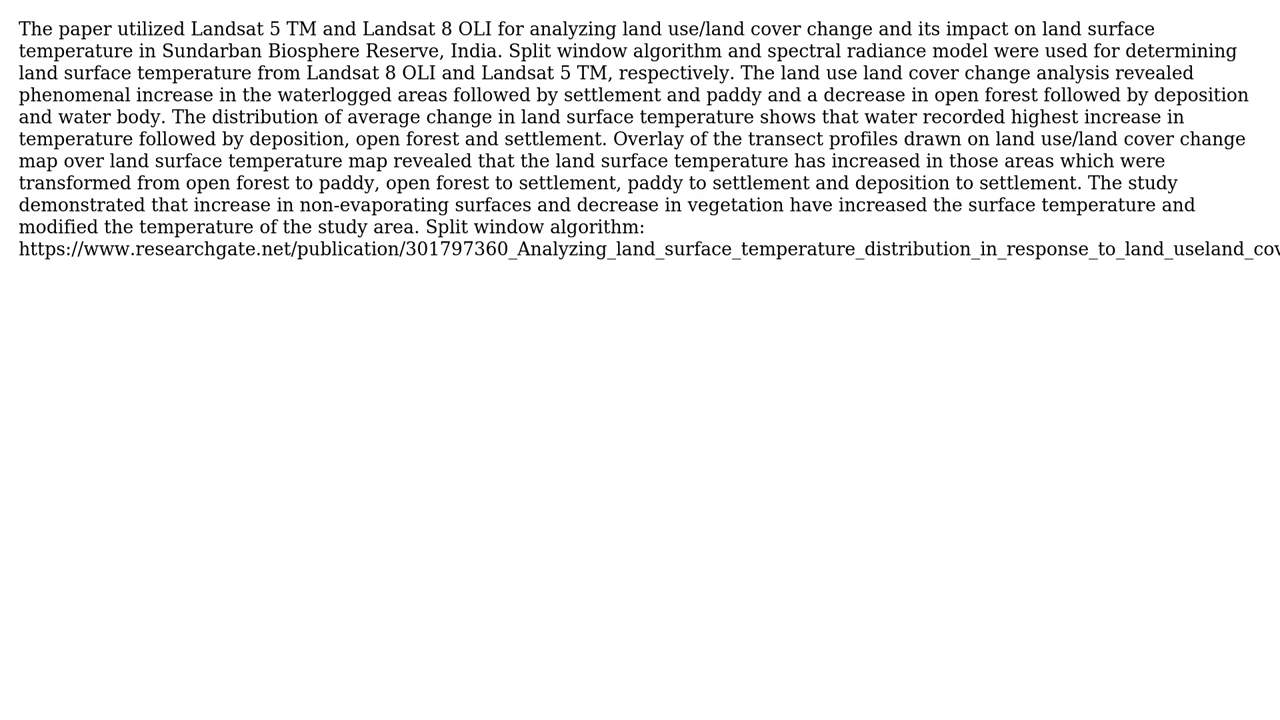 The paper utilized Landsat 5 TM and Landsat 8 OLI for analyzing land use/land cover change and its impact on land surface
temperature in Sundarban Biosphere Reserve, India. Split window algorithm and spectral radiance model were used for determining
land surface temperature from Landsat 8 OLI and Landsat 5 TM, respectively. The land use land cover change analysis revealed
phenomenal increase in the waterlogged areas followed by settlement and paddy and a decrease in open forest followed by deposition
and water body. The distribution of average change in land surface temperature shows that water recorded highest increase in
temperature followed by deposition, open forest and settlement. Overlay of the transect profiles drawn on land use/land cover change
map over land surface temperature map revealed that the land surface temperature has increased in those areas which were
transformed from open forest to paddy, open forest to settlement, paddy to settlement and deposition to settlement. The study
demonstrated that increase in non-evaporating surfaces and decrease in vegetation have increased the surface temperature and
modified the temperature of the study area. Split window algorithm:
https://www.researchgate.net/publication/301797360_Analyzing_land_surface_temperature_distribution_in_response_to_land_useland_cov